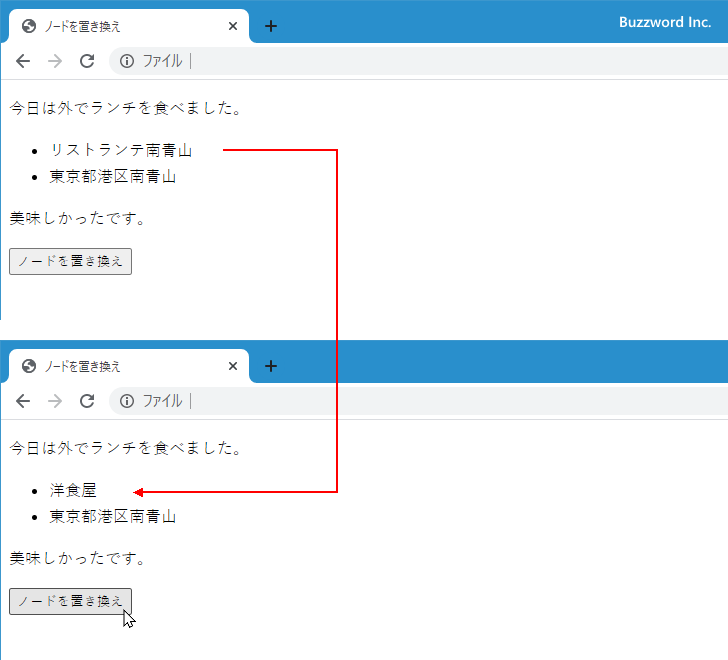 ノードを置き換え
Buzzword Inc.
ファイル
今日は外でランチを食べました。
リストランテ南青山
東京都港区南青山
美味しかったです。
ノードを置き換え
ノードを置き換え
ファイル
今日は外でランチを食べました。
洋食屋
東京都港区南青山
美味しかったです。
ノードを置き換え